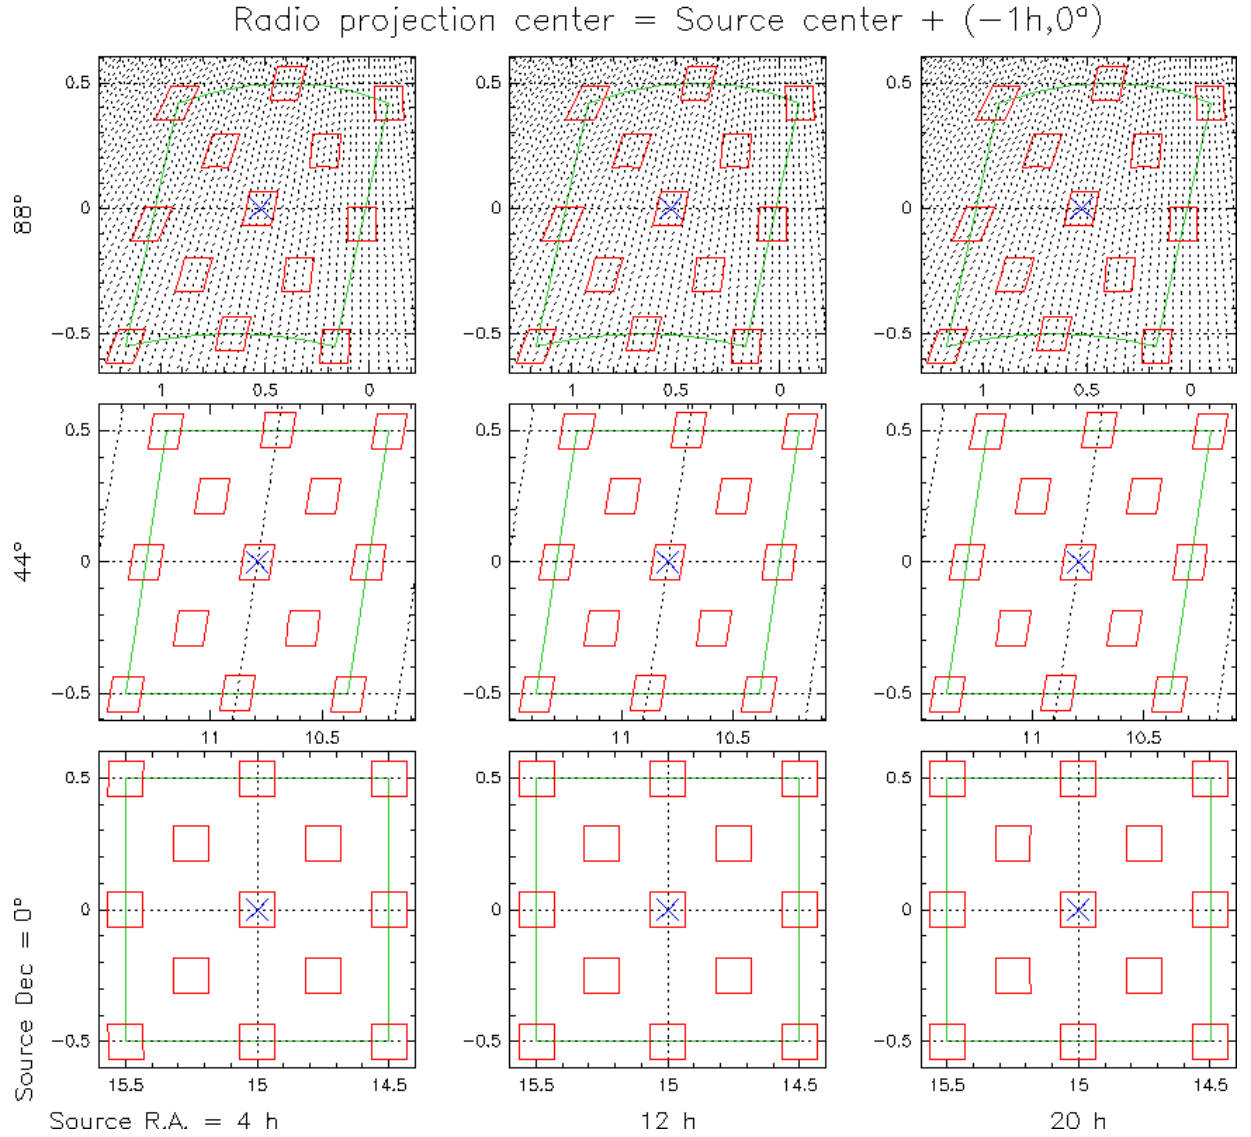 Radio projection center = Source center + (−1h,0°)
0.5 0.5 0.5
88° 0 0 0
−0.5 −0.5 −0.5
1 0.5 0 1 0.5 0 1 0.5 0
0.5 0.5 0.5
44° 0 0 0
−0.5 −0.5 −0.5
11 10.5 11 10.5 11 10.5
0.5 0.5 0.5
Source Dec = 0° 0 0 0
−0.5 −0.5 −0.5
15.5 15 14.5 15.5 15 14.5 15.5 15 14.5
Source R.A. = 4 h 12 h 20 h